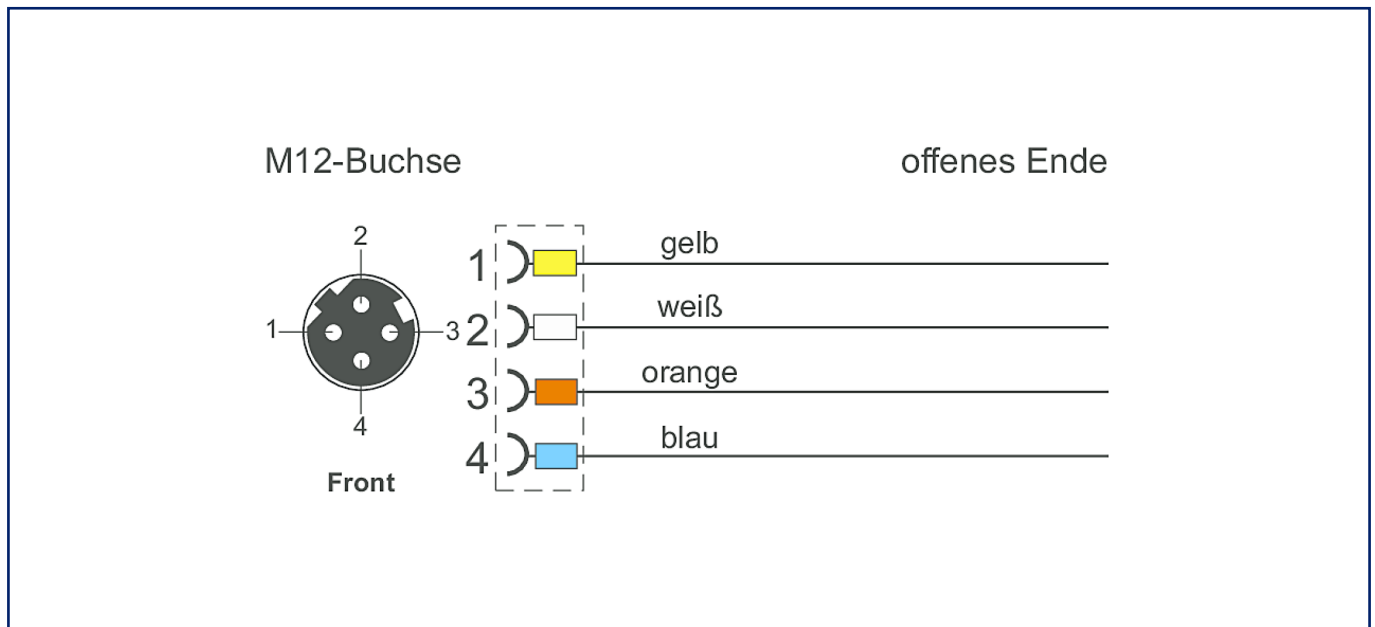 M12-Buchse offenes Ende
2
1 3
4
Front
1 gelb
2 weiß
3 orange
4 blau